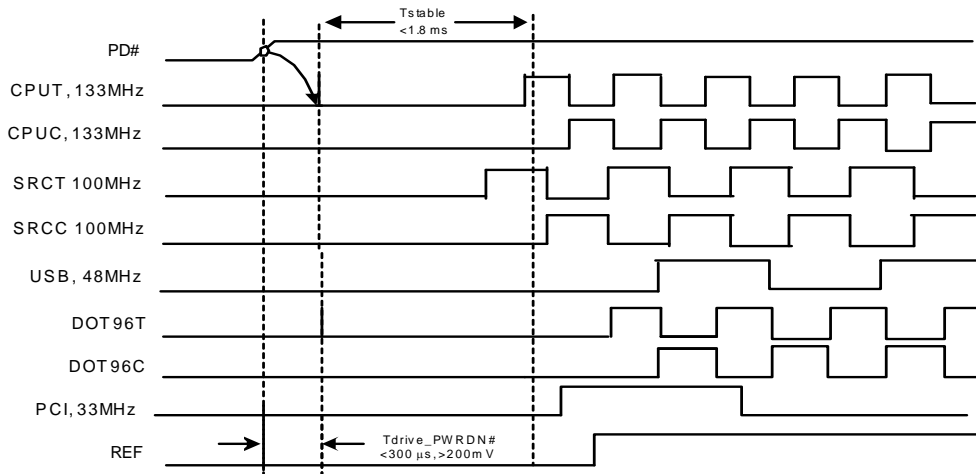 Tstable
<1.8 ms
PD#
CPUT, 133MHz
CPUC, 133MHz
SRCT 100MHz
SRCC 100MHz
USB, 48MHz
DOT96T
DOT96C
PCI, 33MHz
REF
Tdrive_PWRDN#
<300 µs, >200mV